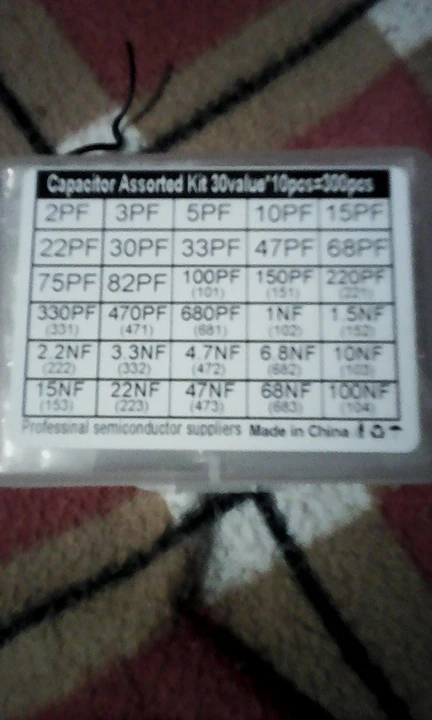 Capacitor Assorted Kit 30value*10pcs=300pcs
2PF 3PF 5PF 10PF 15PF
22PF 30PF 33PF 47PF 68PF
75PF 82PF 100PF 150PF 220PF
(101) (151) (221)
330PF 470PF 680PF 1NF 1.5NF
(331) (471) (681) (102) (152)
2.2NF 3.3NF 4.7NF 6.8NF 10NF
(222) (332) (472) (682) (103)
15NF 22NF 47NF 68NF 100NF
(153) (223) (473) (683) (104)
Professinal semiconductor suppliers Made in China